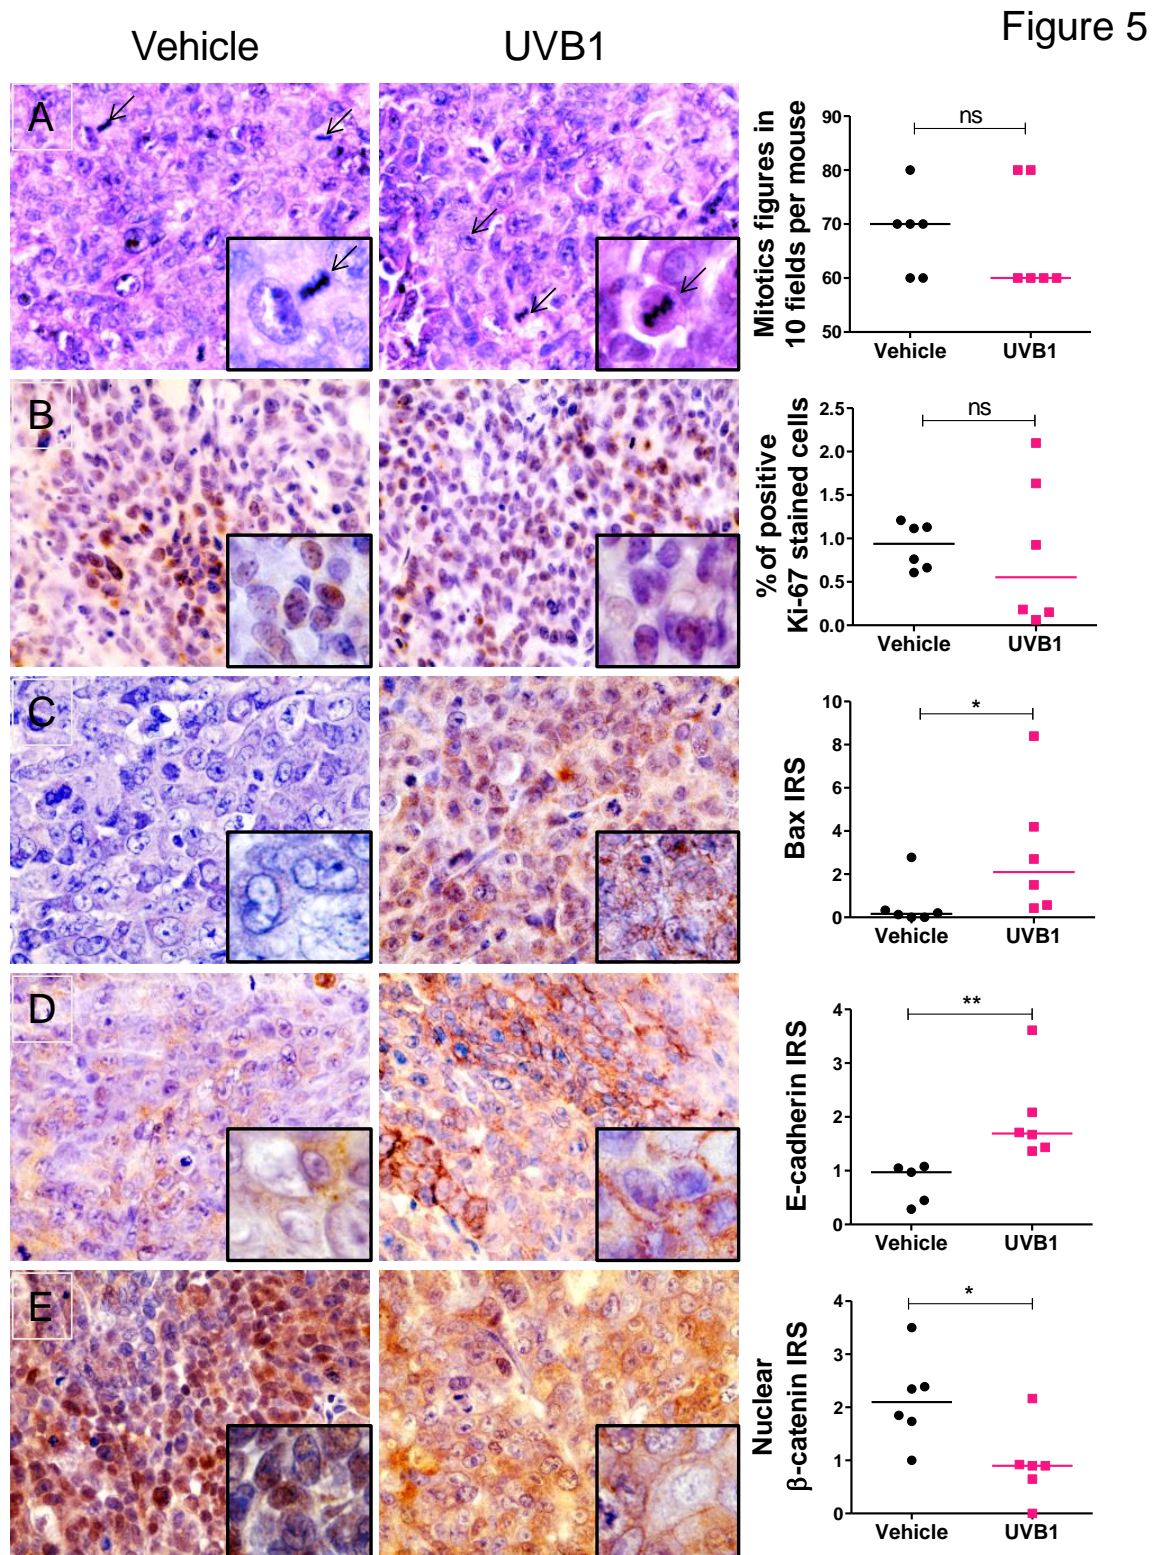 Figure 5
Vehicle
UVB1
A
Mitotics figures in
10 fields per mouse
90
80
70
60
50
ns
Vehicle
UVB1
B
% of positive
Ki-67 stained cells
2.5
2.0
1.5
1.0
0.5
0.0
ns
Vehicle
UVB1
C
Bax IRS
10
8
6
4
2
0
*
Vehicle
UVB1
D
E-cadherin IRS
4
3
2
1
0
**
Vehicle
UVB1
E
Nuclear
β-catenin IRS
4
3
2
1
0
*
Vehicle
UVB1